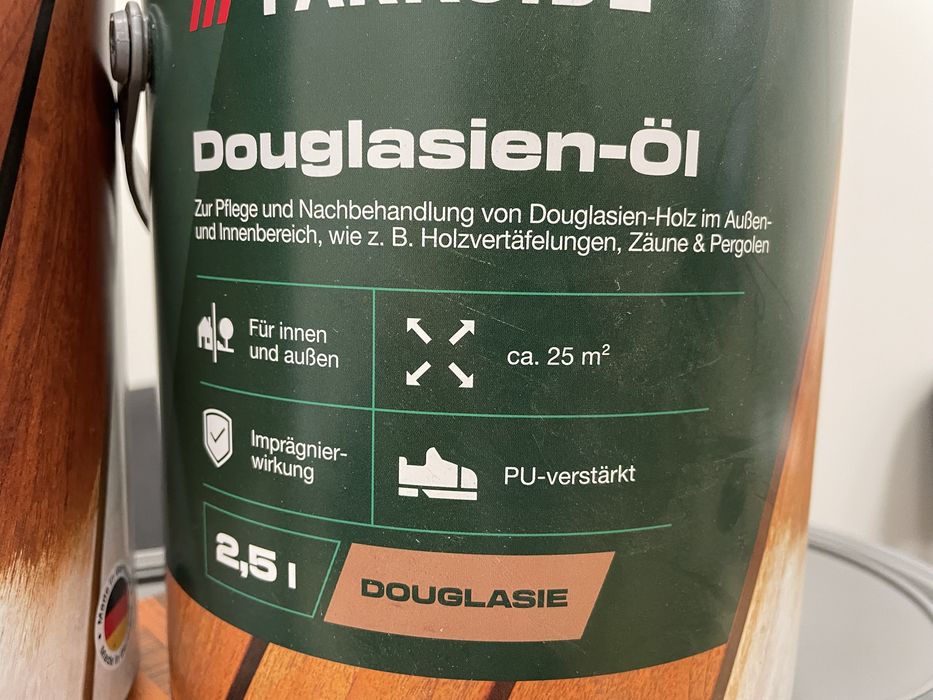 PARKSIDE
Douglasien-Öl
Zur Pflege und Nachbehandlung von Douglasien-Holz im Außen-
und Innenbereich, wie z. B. Holzvertäfelungen, Zäune & Pergolen
Für innen
und außen
ca. 25 m²
Imprägnier-
wirkung
PU-verstärkt
2,5 l
DOUGLASIE